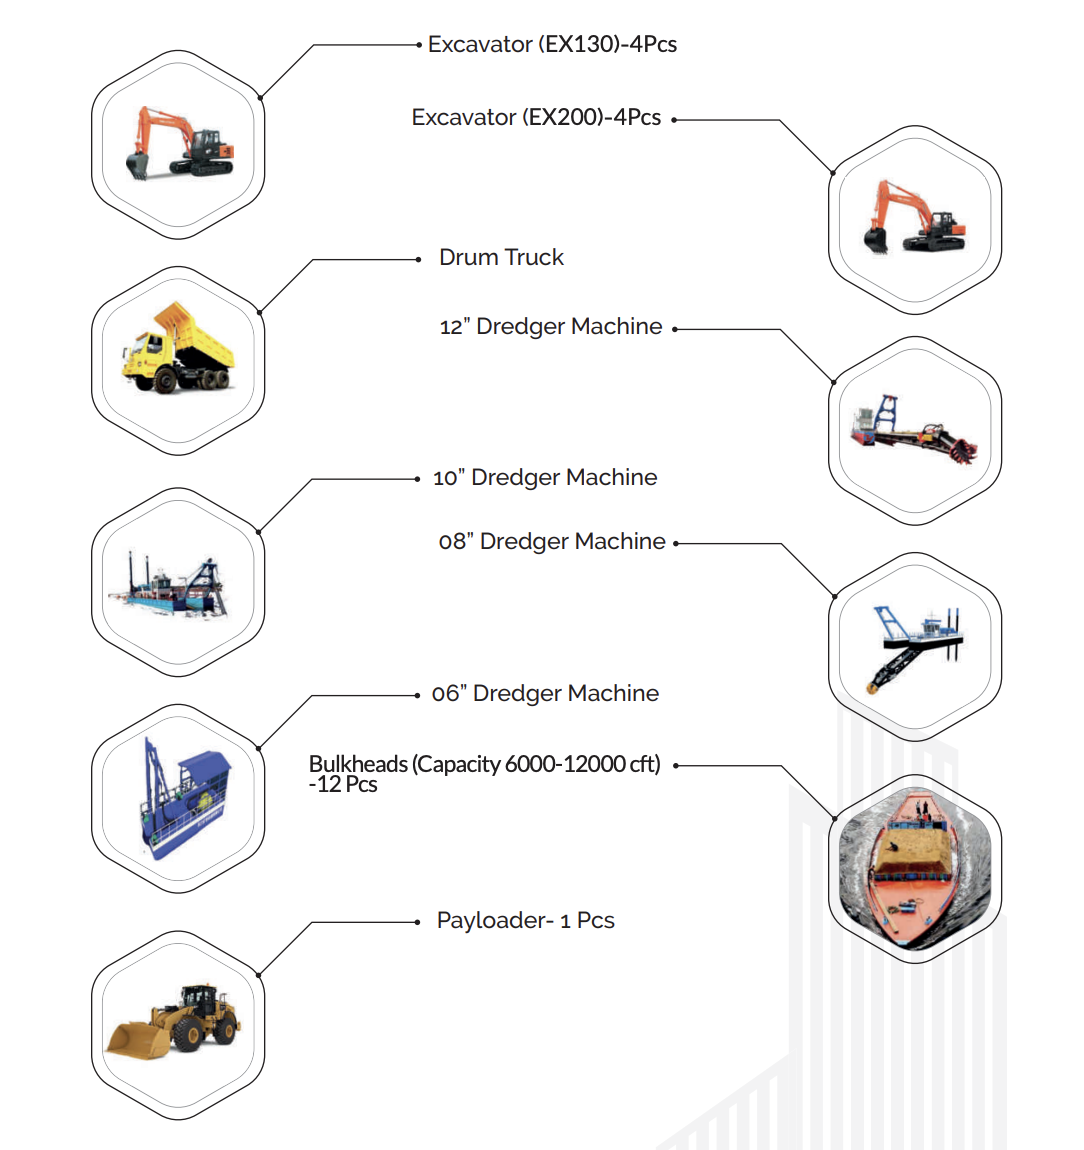 Excavator (EX130)-4Pcs
Excavator (EX200)-4Pcs
Drum Truck
12” Dredger Machine
10” Dredger Machine
08” Dredger Machine
06” Dredger Machine
Bulkheads (Capacity 6000-12000 cft)
-12 Pcs
Payloader- 1 Pcs